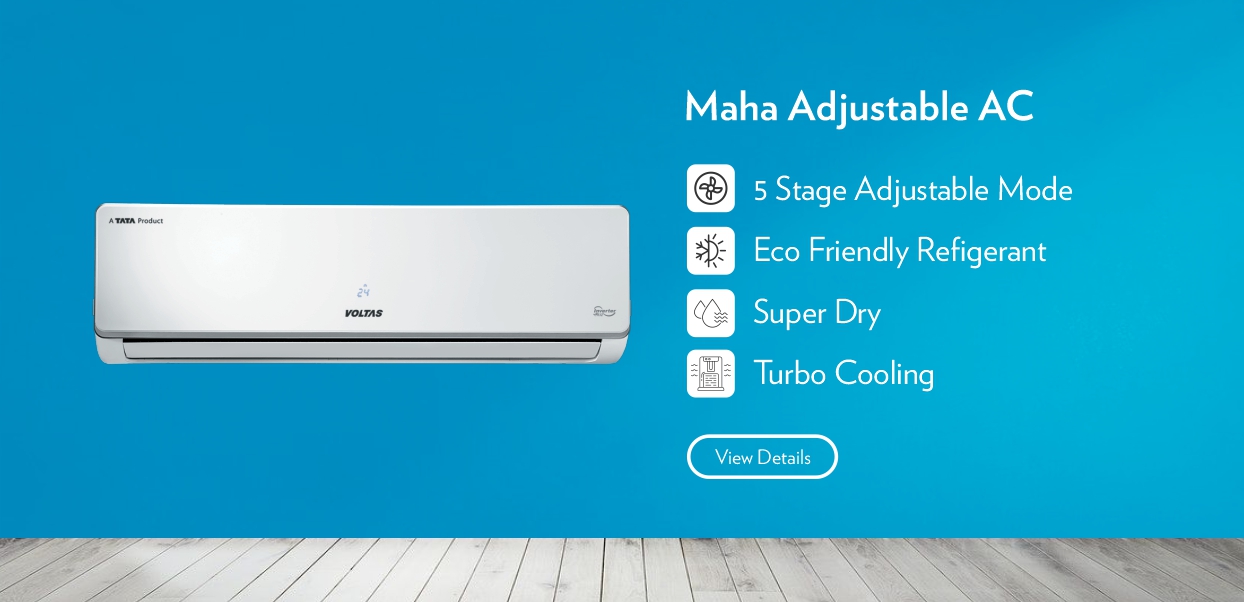 Maha Adjustable AC
5 Stage Adjustable Mode
Eco Friendly Refigerant
Super Dry
Turbo Cooling
View Details
A TATA Product
24
VOLTAS
Inverter